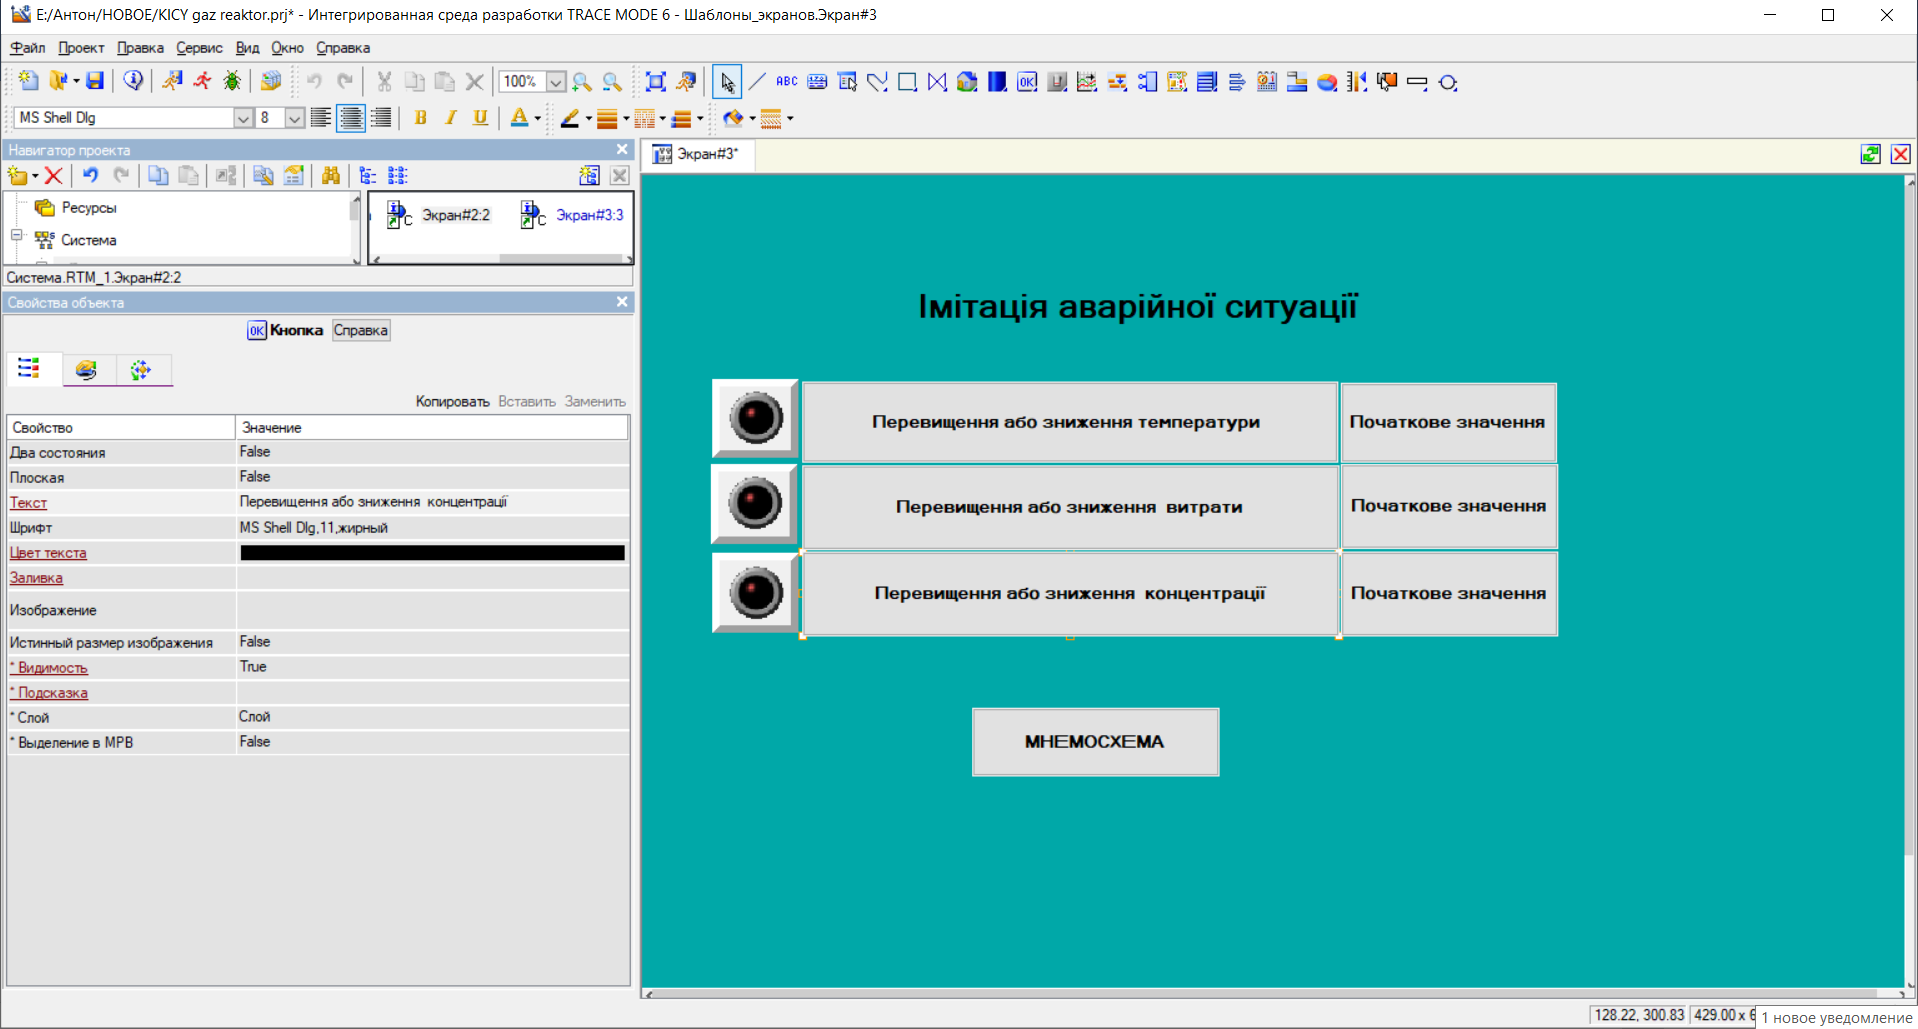 E:/Антон/НОВОЕ/КІСУ gaz reaktor.prj* - Интегрированная среда разработки TRACE MODE 6 - Шаблоны_экранов.Экран#3
Файл Проект Правка Сервис Вид Окно Справка
100%
ABC
OK
MS Shell Dlg 8
B I U A
Навигатор проекта
Ресурсы
Система
Экран#2:2 Экран#3:3
Система.RTM_1.Экран#2:2
Свойства объекта
OK Кнопка Справка
Копировать Вставить Заменить
Свойство Значение
Два состояния False
Плоская False
Текст Перевищення або зниження концентрації
Шрифт MS Shell Dlg,11,жирный
Цвет текста
Заливка
Изображение
Истинный размер изображения False
* Видимость True
* Подсказка
* Слой Слой
* Выделение в МРВ False
Экран#3*
Імітація аварійної ситуації
Перевищення або зниження температури Початкове значення
Перевищення або зниження витрати Початкове значення
Перевищення або зниження концентрації Початкове значення
МНЕМОСХЕМА
128.22, 300.83 429.00 x 6
1 новое уведомление